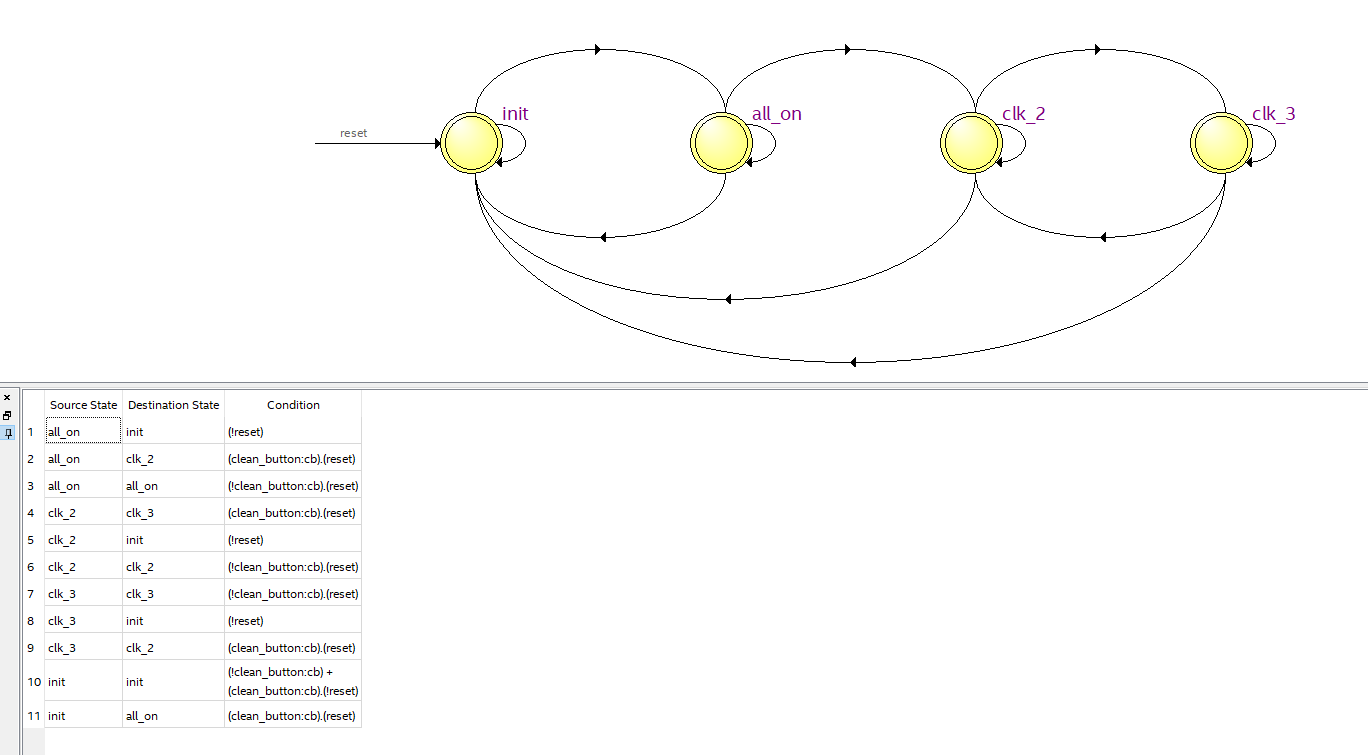 init
all_on
clk_2
clk_3
reset
Source State Destination State Condition
1 all_on init (!reset)
2 all_on clk_2 (clean_button:cb).(reset)
3 all_on all_on (!clean_button:cb).(reset)
4 clk_2 clk_3 (clean_button:cb).(reset)
5 clk_2 init (!reset)
6 clk_2 clk_2 (!clean_button:cb).(reset)
7 clk_3 clk_3 (!clean_button:cb).(reset)
8 clk_3 init (!reset)
9 clk_3 clk_2 (clean_button:cb).(reset)
10 init init (!clean_button:cb) +
(clean_button:cb).(!reset)
11 init all_on (clean_button:cb).(reset)